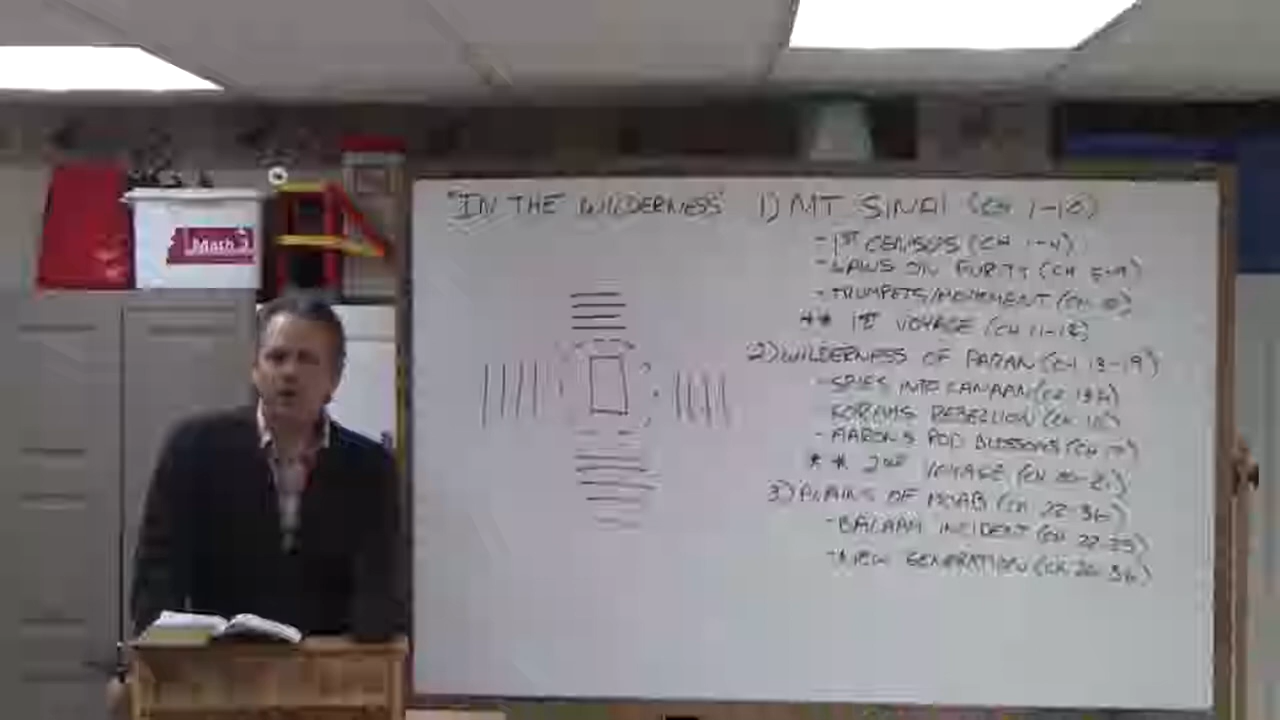 Math 3
"IN THE WILDERNESS"
1) MT SINAI (CH 1-10)
- 1ST CENSUS (CH 1-4)
- LAWS ON PURITY (CH 5-9)
- TRUMPETS/MOVEMENT (CH 10)
** 1ST VOYAGE (CH 11-12)
2) WILDERNESS OF PARAN (CH 13-19)
- SPIES INTO CANAAN (CH 13)
- KORAHS REBELLION (CH 16)
- AARONS ROD BLOSSOMS (CH 17)
** 2ND VOYAGE (CH 20-21)
3) PLAINS OF MOAB (CH 22-36)
- BALAAM INCIDENT (CH 22-25)
- NEW GENERATION (CH 26-36)